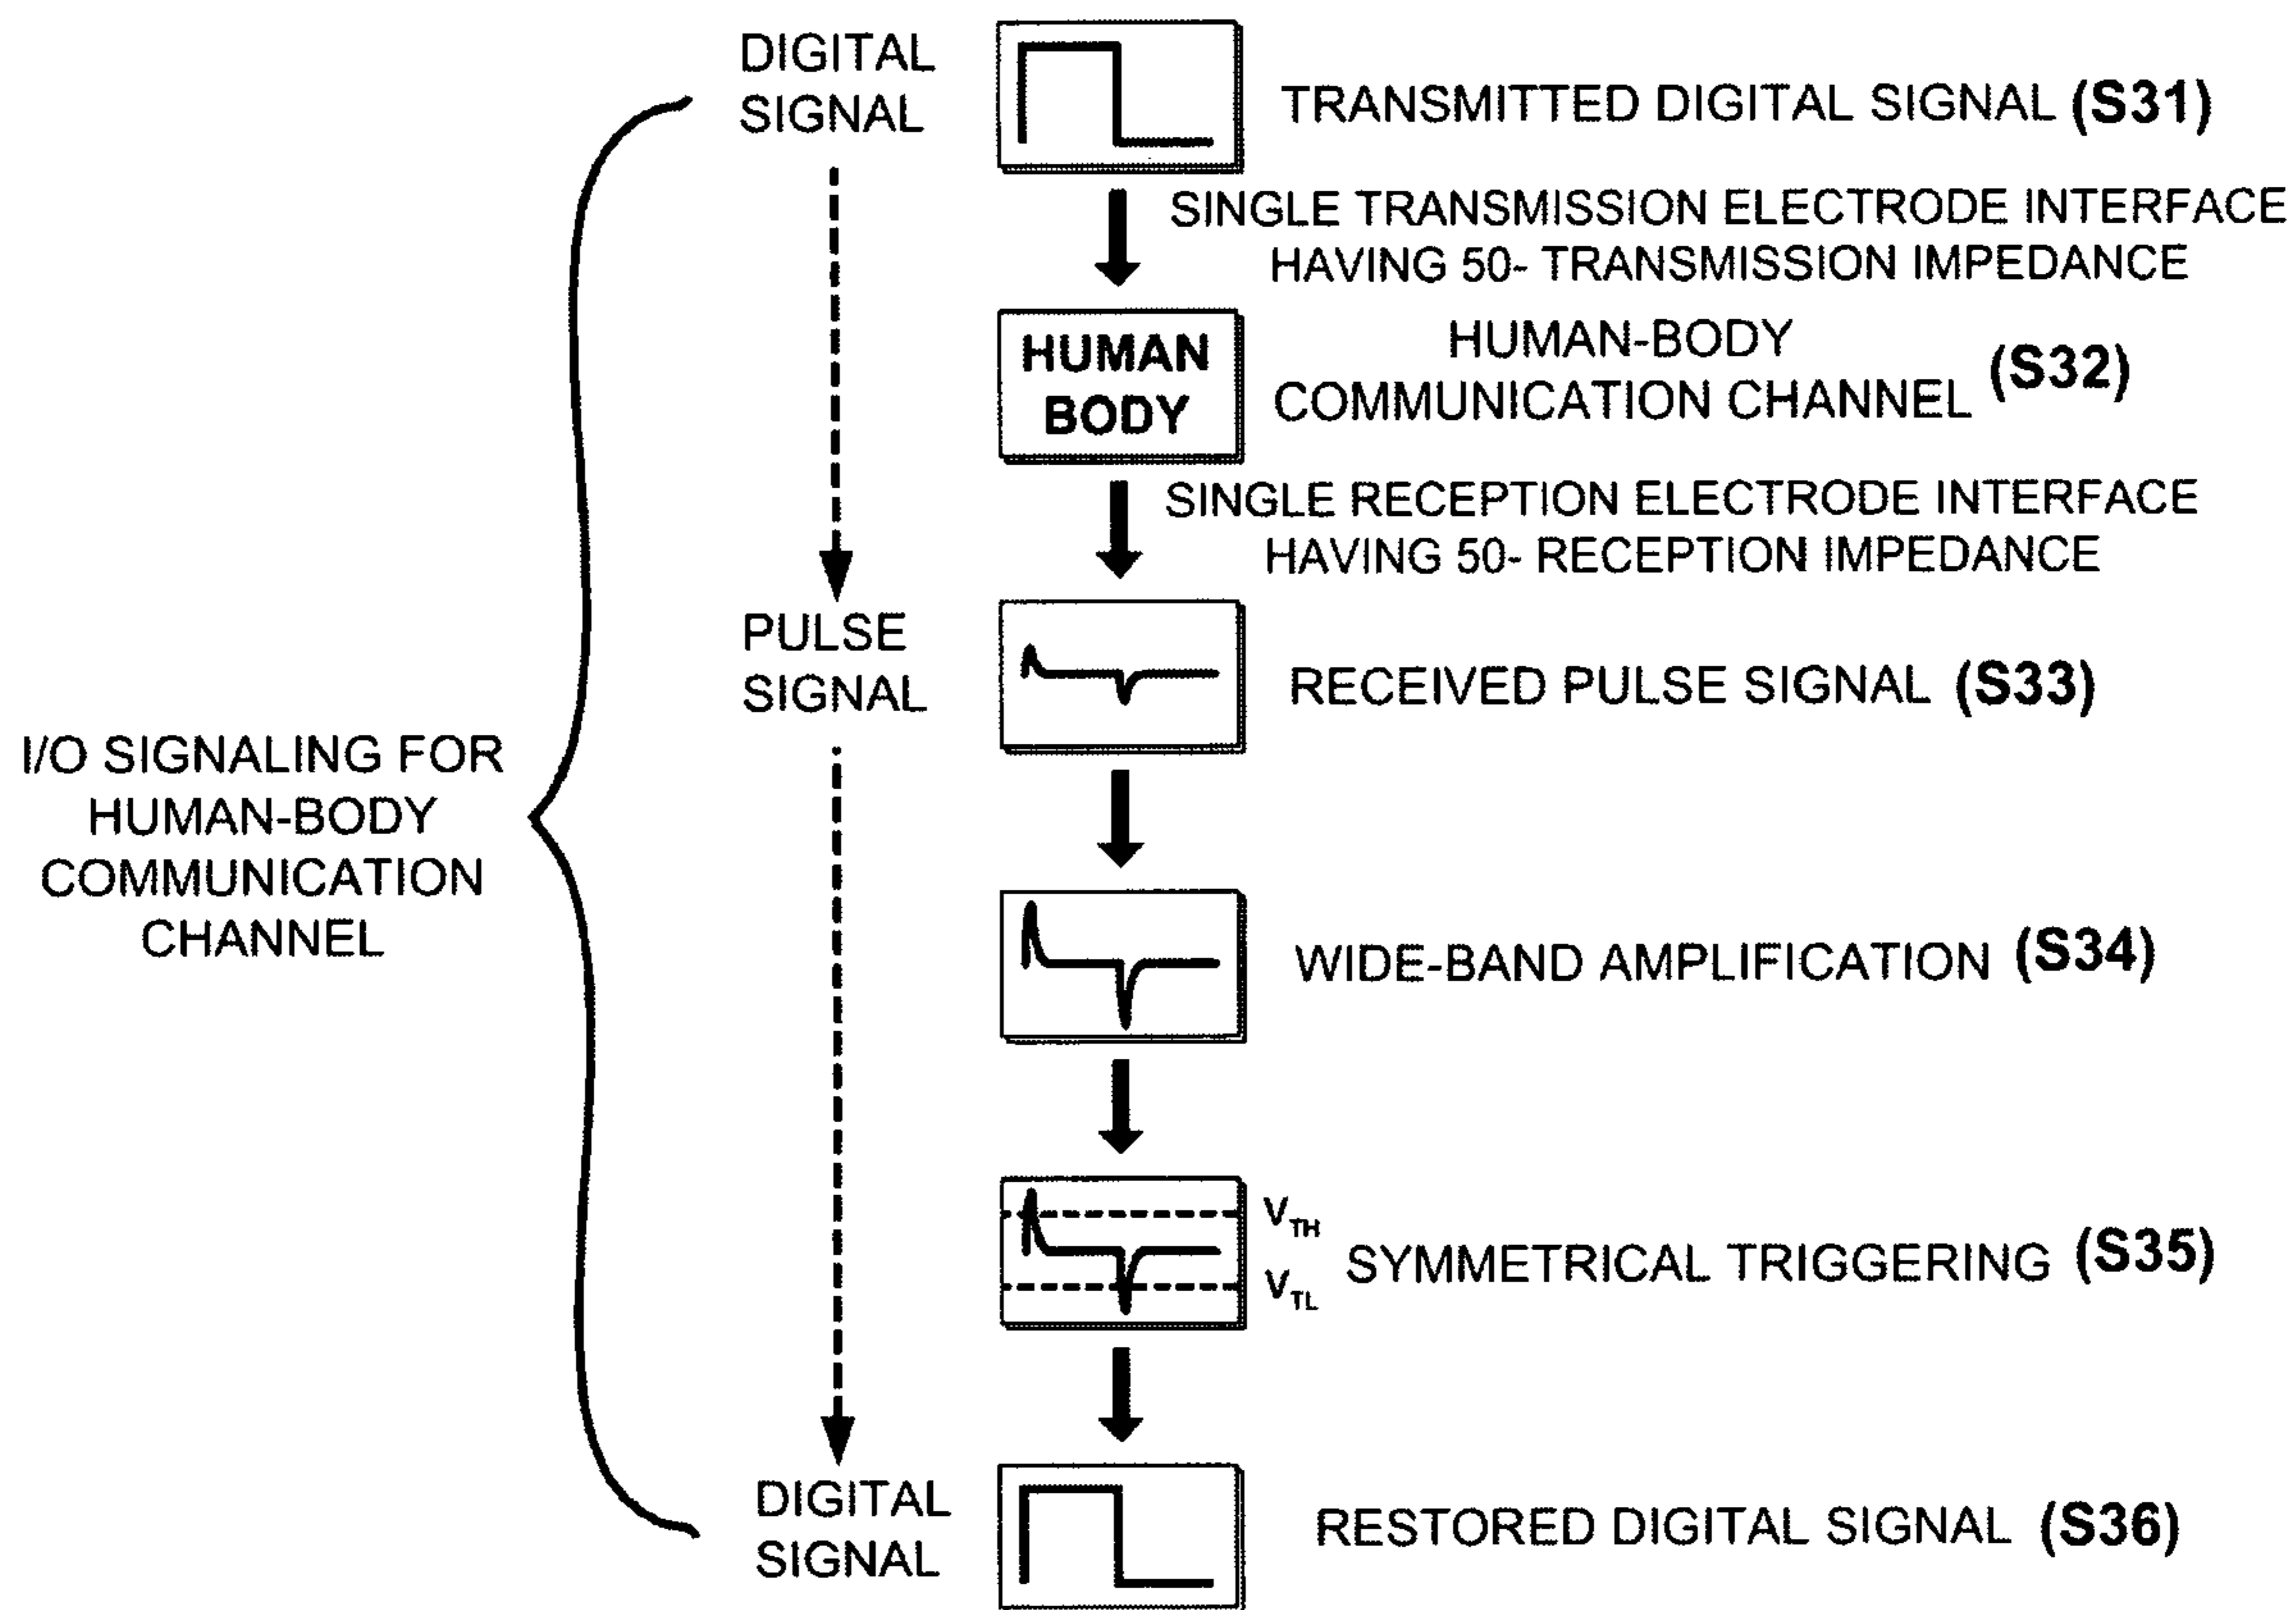 DIGITAL
SIGNAL
TRANSMITTED DIGITAL SIGNAL (S31)
SINGLE TRANSMISSION ELECTRODE INTERFACE
HAVING 50- TRANSMISSION IMPEDANCE
HUMAN
BODY
HUMAN-BODY
COMMUNICATION CHANNEL (S32)
SINGLE RECEPTION ELECTRODE INTERFACE
HAVING 50- RECEPTION IMPEDANCE
PULSE
SIGNAL
RECEIVED PULSE SIGNAL (S33)
I/O SIGNALING FOR
HUMAN-BODY
COMMUNICATION
CHANNEL
WIDE-BAND AMPLIFICATION (S34)
VTH
SYMMETRICAL TRIGGERING (S35)
VTL
DIGITAL
SIGNAL
RESTORED DIGITAL SIGNAL (S36)